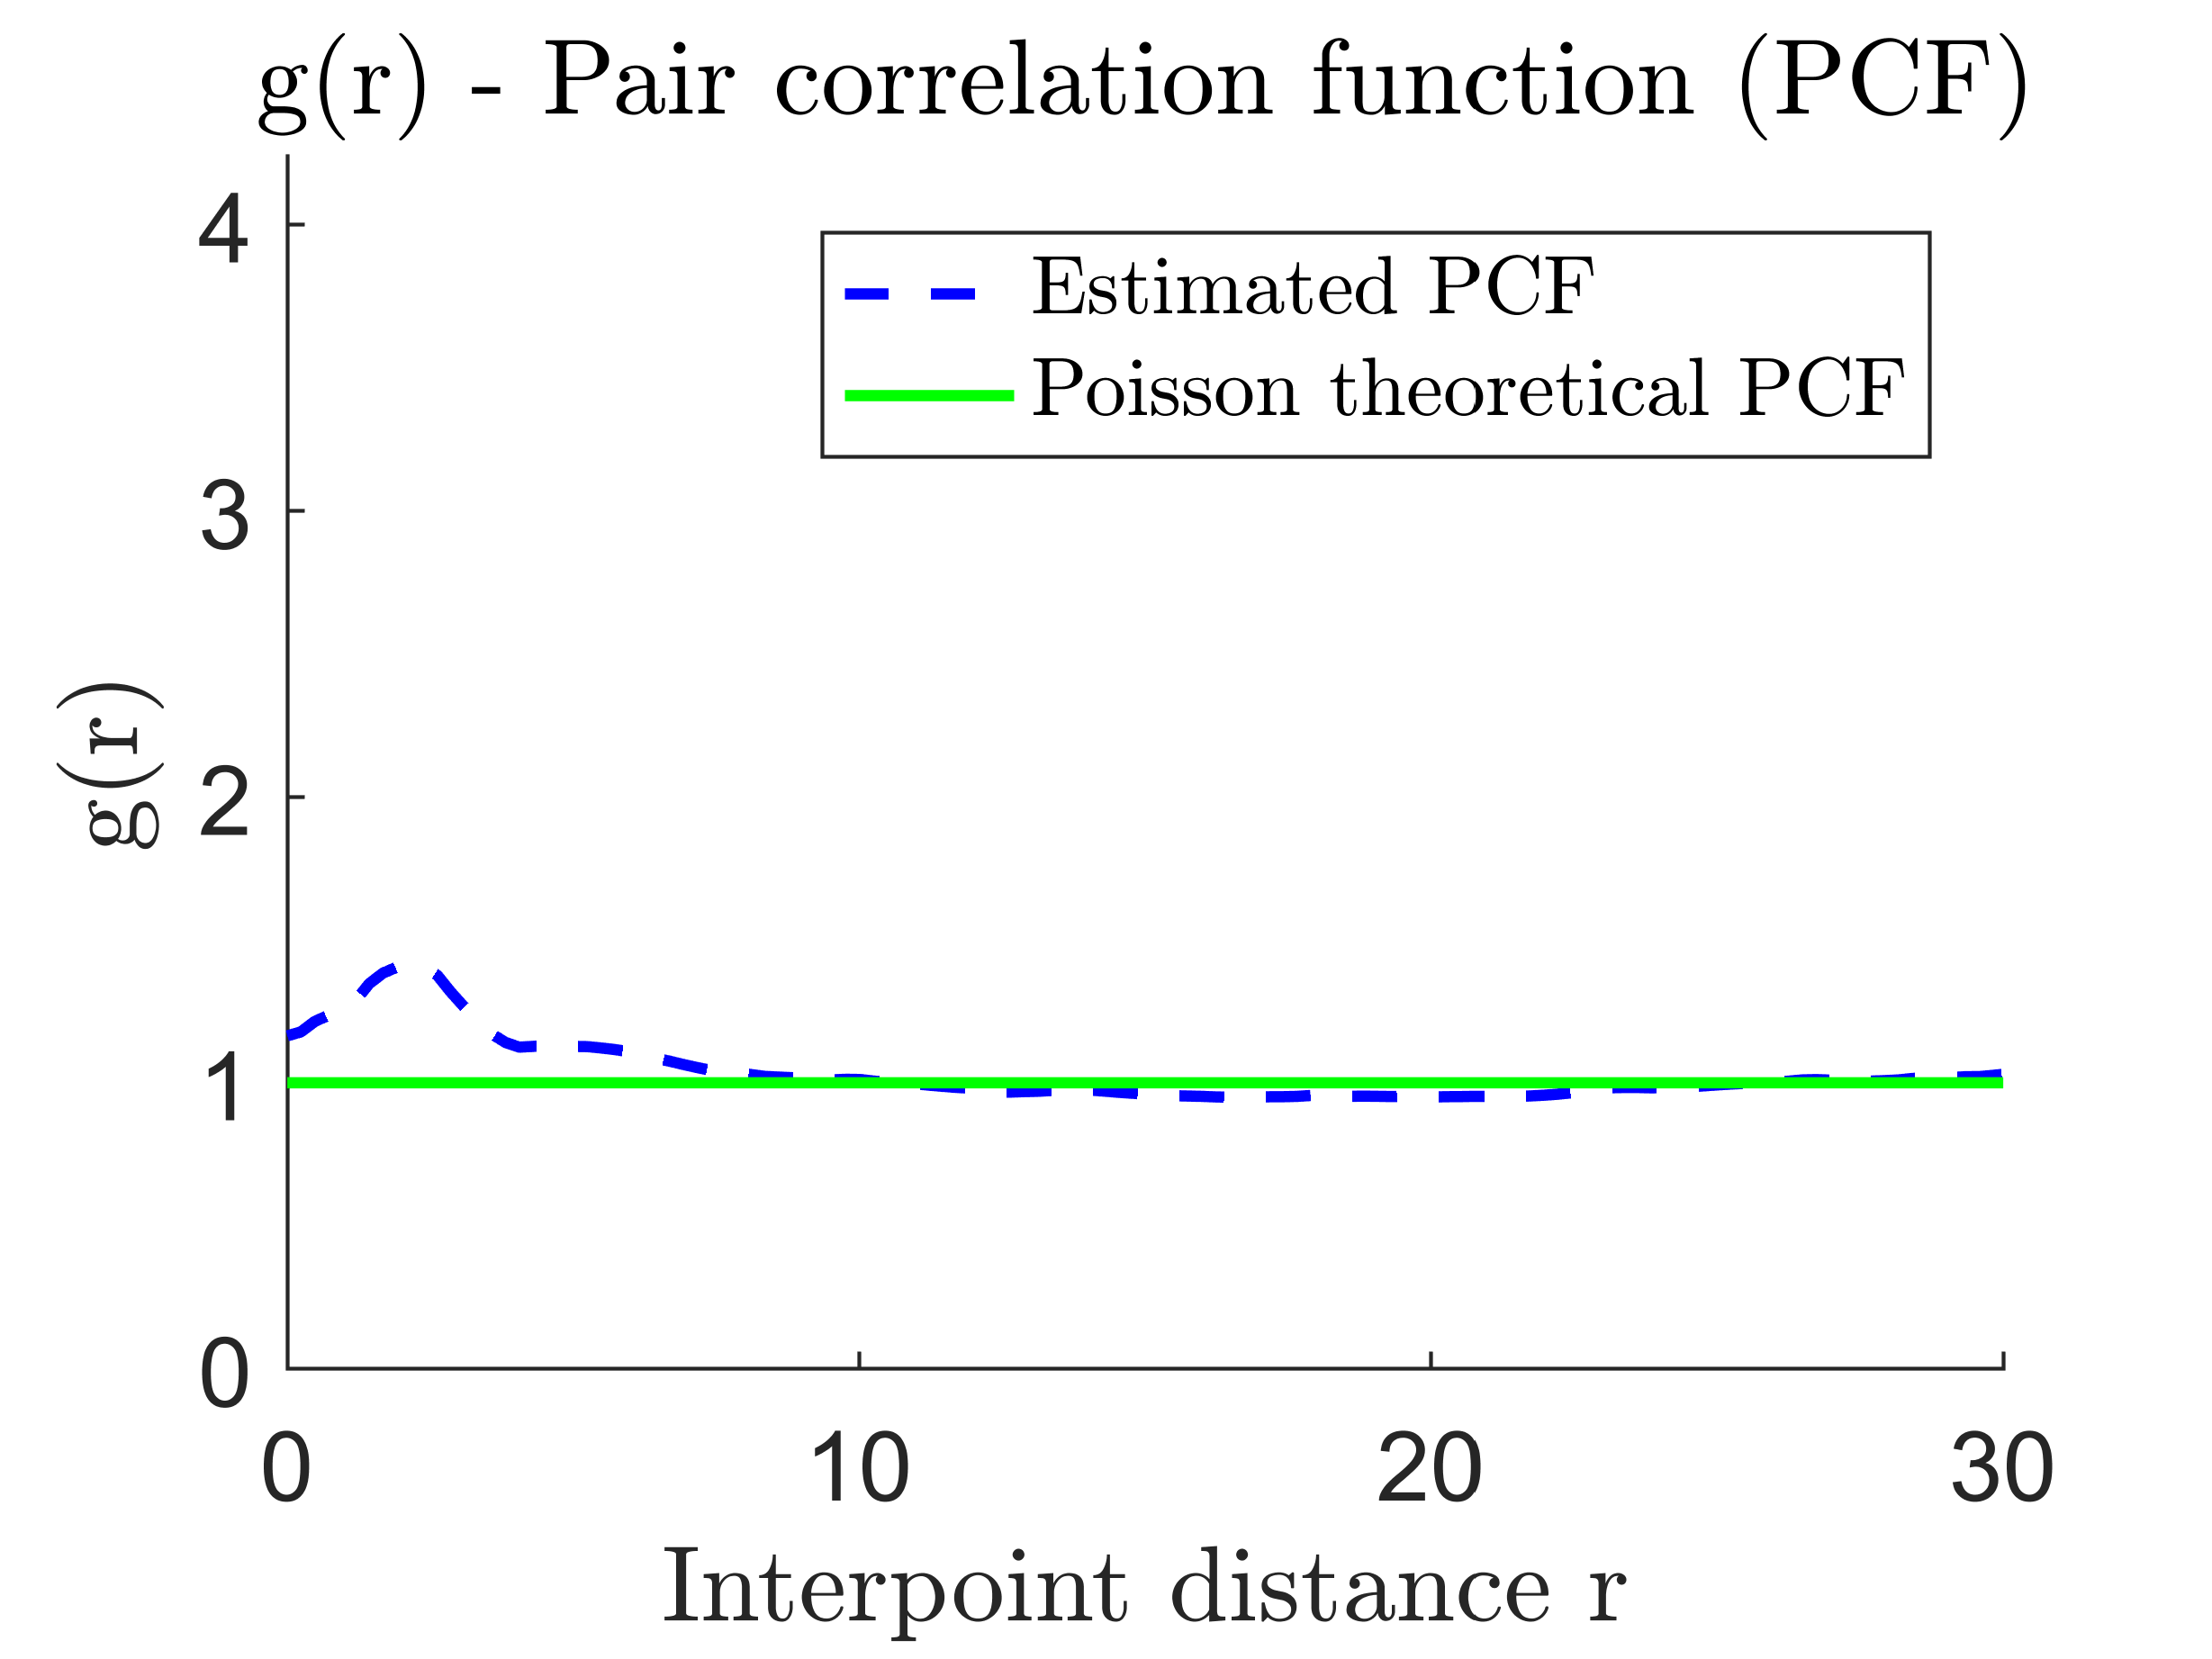 g(r) - Pair correlation function (PCF)
4
Estimated PCF
Poisson theoretical PCF
3
g(r)
2
1
0
0 10 20 30
Interpoint distance r